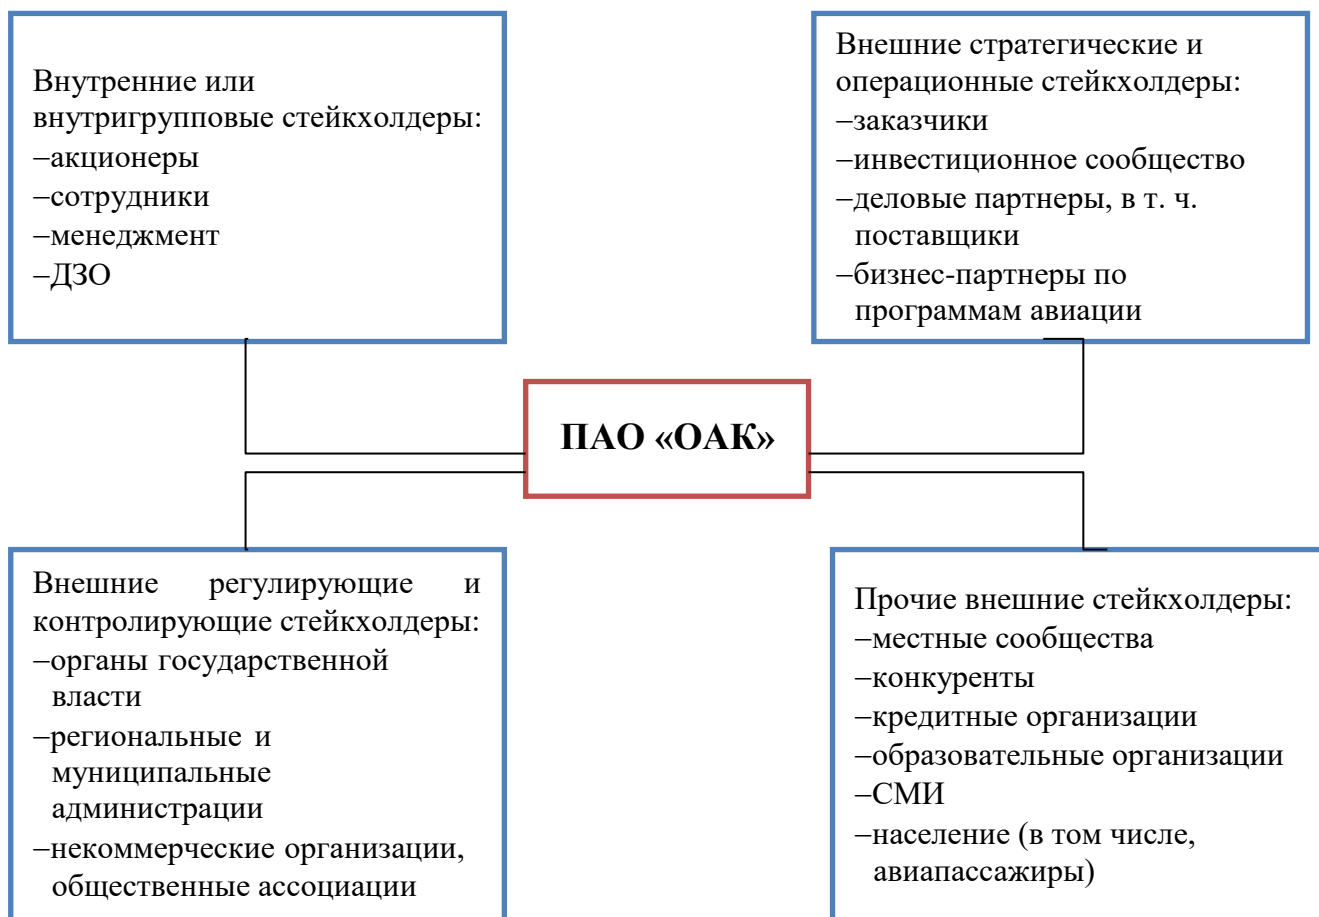 Внутренние или
внутригрупповые стейкхолдеры:
–акционеры
–сотрудники
–менеджмент
–ДЗО
Внешние стратегические и
операционные стейкхолдеры:
–заказчики
–инвестиционное сообщество
–деловые партнеры, в т. ч.
поставщики
–бизнес-партнеры по
программам авиации
ПАО «ОАК»
Внешние регулирующие и
контролирующие стейкхолдеры:
–органы государственной
власти
–региональные и
муниципальные
администрации
–некоммерческие организации,
общественные ассоциации
Прочие внешние стейкхолдеры:
–местные сообщества
–конкуренты
–кредитные организации
–образовательные организации
–СМИ
–население (в том числе,
авиапассажиры)